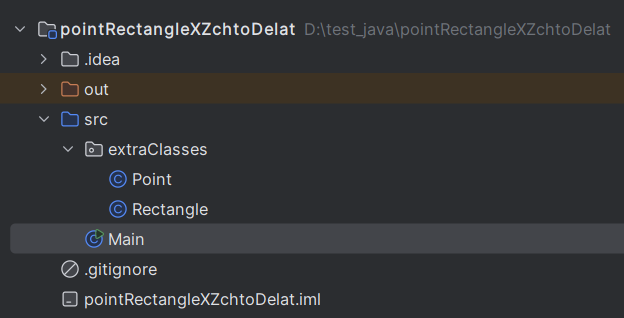 pointRectangleXZchtoDelat D:\test_java\pointRectangleXZchtoDelat
.idea
out
src
extraClasses
Point
Rectangle
Main
.gitignore
pointRectangleXZchtoDelat.iml